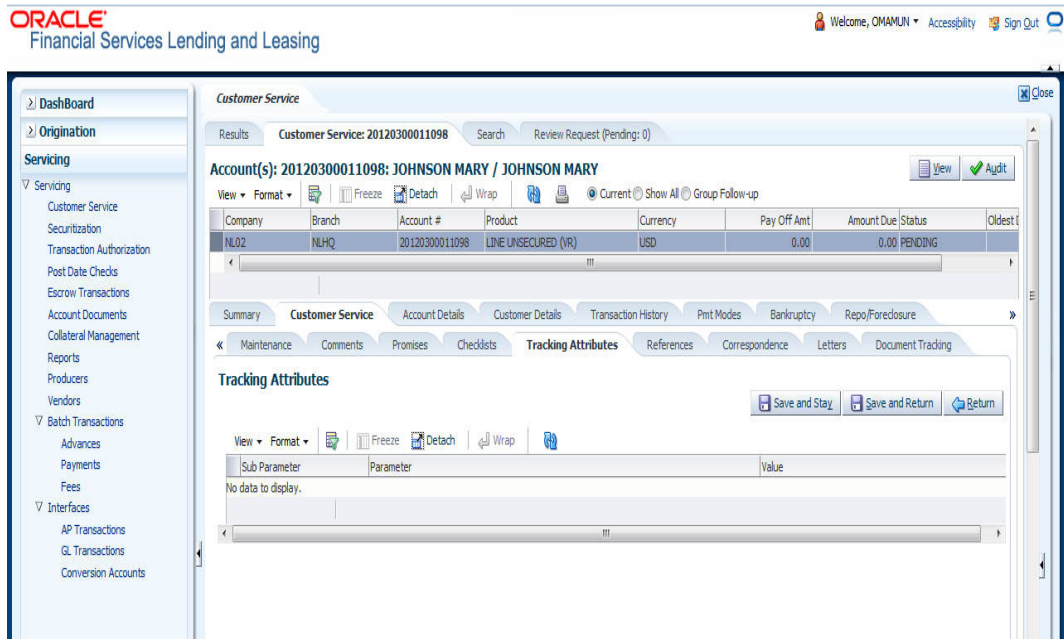 ORACLE'
Financial Services Lending and Leasing
Welcome, OMAMUN Accessibility Sign Out
Close
DashBoard
Origination
Servicing
Servicing
Customer Service
Securitization
Transaction Authorization
Post Date Checks
Escrow Transactions
Account Documents
Collateral Management
Reports
Producers
Vendors
Batch Transactions
Advances
Payments
Fees
Interfaces
AP Transactions
GL Transactions
Conversion Accounts
Customer Service
Results Customer Service: 20120300011098 Search Review Request (Pending: 0)
Account(s): 20120300011098: JOHNSON MARY / JOHNSON MARY
View Audit
View Format Freeze Detach Wrap Current Show All Group Follow-up
Company Branch Account # Product Currency Pay Off Amt Amount Due Status Oldest
NL02 NLHQ 20120300011098 LINE UNSECURED (VR) USD 0.00 0.00 PENDING
Summary Customer Service Account Details Customer Details Transaction History Pmt Modes Bankruptcy Repo/Foreclosure »
« Maintenance Comments Promises Checklists Tracking Attributes References Correspondence Letters Document Tracking
Tracking Attributes
Save and Stay Save and Return Return
View Format Freeze Detach Wrap
Sub Parameter Parameter Value
No data to display.